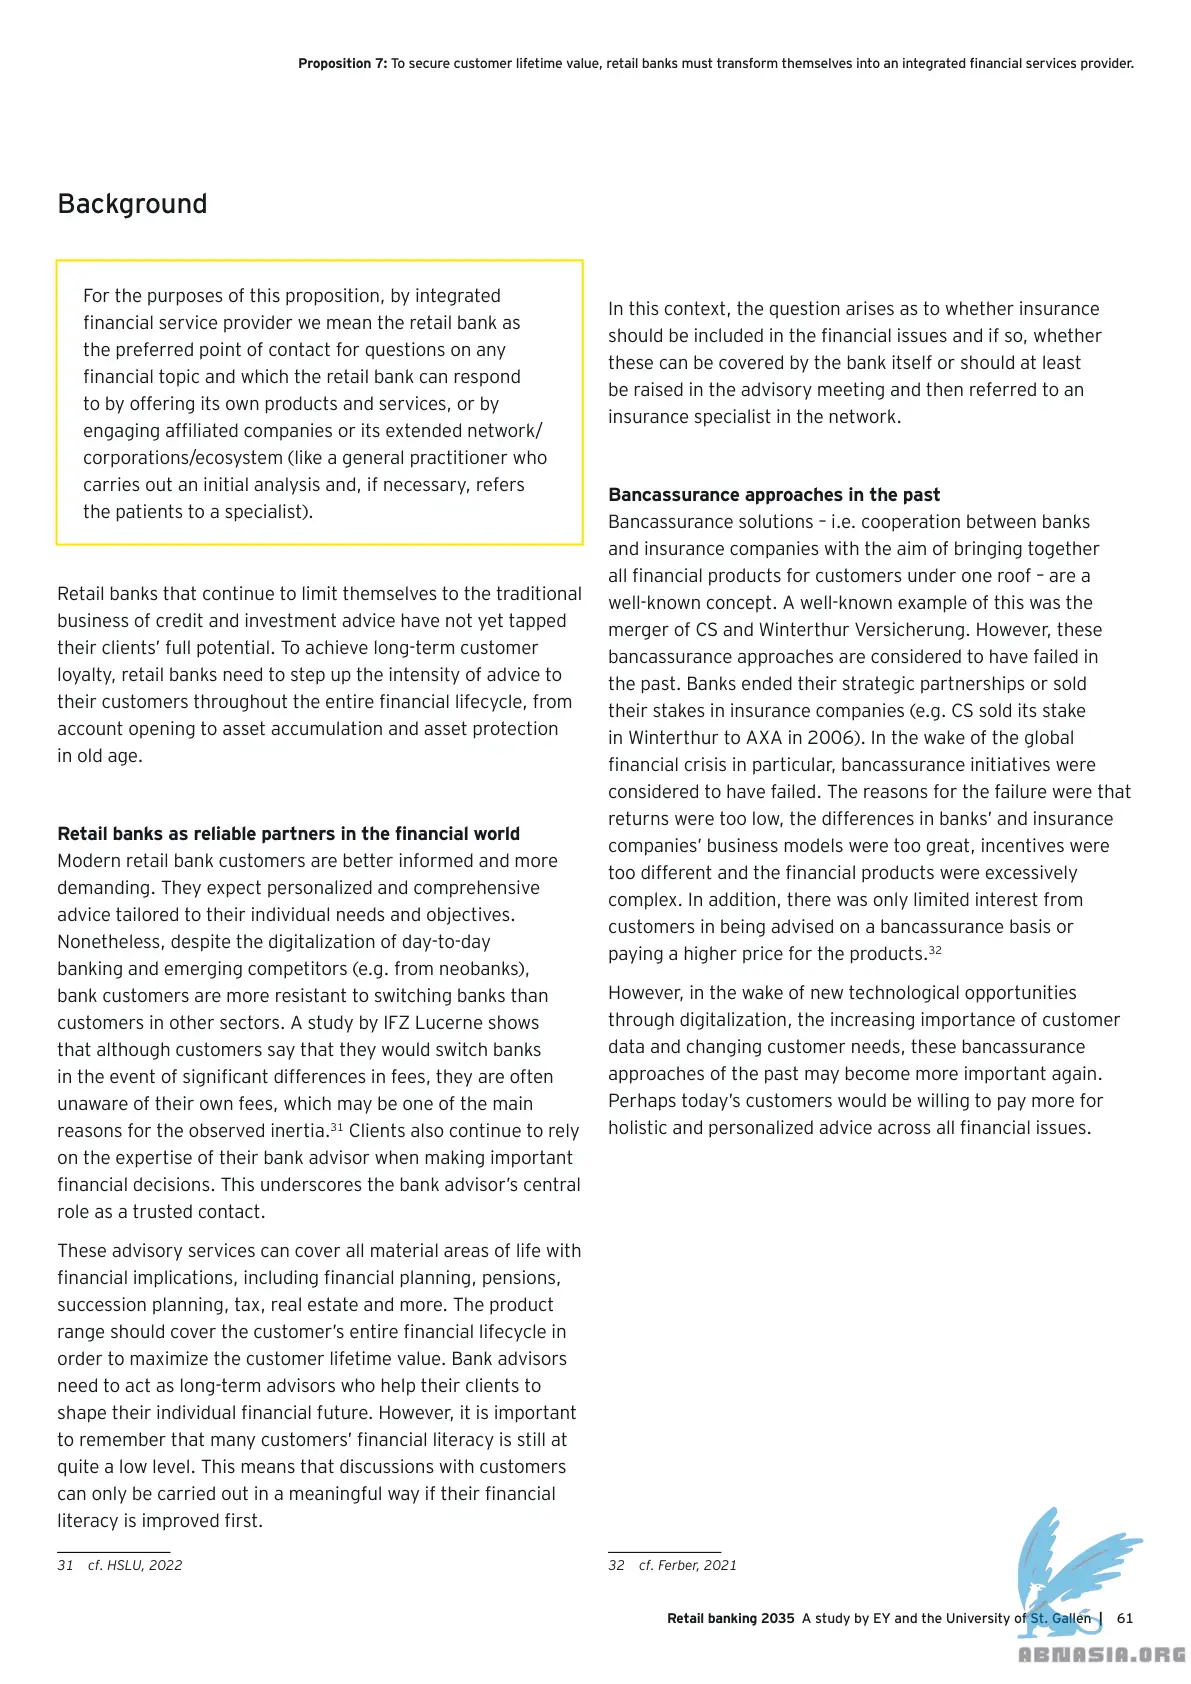 Proposition 7: To secure customer lifetime value, retail banks must transform themselves into an integrated financial services provider.
Background
For the purposes of this proposition, by integrated
financial service provider we mean the retail bank as
the preferred point of contact for questions on any
financial topic and which the retail bank can respond
to by offering its own products and services, or by
engaging affiliated companies or its extended network/
corporations/ecosystem (like a general practitioner who
carries out an initial analysis and, if necessary, refers
the patients to a specialist).
Retail banks that continue to limit themselves to the traditional
business of credit and investment advice have not yet tapped
their clients’ full potential. To achieve long-term customer
loyalty, retail banks need to step up the intensity of advice to
their customers throughout the entire financial lifecycle, from
account opening to asset accumulation and asset protection
in old age.
Retail banks as reliable partners in the financial world
Modern retail bank customers are better informed and more
demanding. They expect personalized and comprehensive
advice tailored to their individual needs and objectives.
Nonetheless, despite the digitalization of day-to-day
banking and emerging competitors (e.g. from neobanks),
bank customers are more resistant to switching banks than
customers in other sectors. A study by IFZ Lucerne shows
that although customers say that they would switch banks
in the event of significant differences in fees, they are often
unaware of their own fees, which may be one of the main
reasons for the observed inertia.31 Clients also continue to rely
on the expertise of their bank advisor when making important
financial decisions. This underscores the bank advisor’s central
role as a trusted contact.
These advisory services can cover all material areas of life with
financial implications, including financial planning, pensions,
succession planning, tax, real estate and more. The product
range should cover the customer’s entire financial lifecycle in
order to maximize the customer lifetime value. Bank advisors
need to act as long-term advisors who help their clients to
shape their individual financial future. However, it is important
to remember that many customers’ financial literacy is still at
quite a low level. This means that discussions with customers
can only be carried out in a meaningful way if their financial
literacy is improved first.
31 cf. HSLU, 2022
In this context, the question arises as to whether insurance
should be included in the financial issues and if so, whether
these can be covered by the bank itself or should at least
be raised in the advisory meeting and then referred to an
insurance specialist in the network.
Bancassurance approaches in the past
Bancassurance solutions – i.e. cooperation between banks
and insurance companies with the aim of bringing together
all financial products for customers under one roof – are a
well-known concept. A well-known example of this was the
merger of CS and Winterthur Versicherung. However, these
bancassurance approaches are considered to have failed in
the past. Banks ended their strategic partnerships or sold
their stakes in insurance companies (e.g. CS sold its stake
in Winterthur to AXA in 2006). In the wake of the global
financial crisis in particular, bancassurance initiatives were
considered to have failed. The reasons for the failure were that
returns were too low, the differences in banks’ and insurance
companies’ business models were too great, incentives were
too different and the financial products were excessively
complex. In addition, there was only limited interest from
customers in being advised on a bancassurance basis or
paying a higher price for the products.32
However, in the wake of new technological opportunities
through digitalization, the increasing importance of customer
data and changing customer needs, these bancassurance
approaches of the past may become more important again.
Perhaps today’s customers would be willing to pay more for
holistic and personalized advice across all financial issues.
32 cf. Ferber, 2021
Retail banking 2035 A study by EY and the University of St. Gallen | 61
ABNASIA.ORG